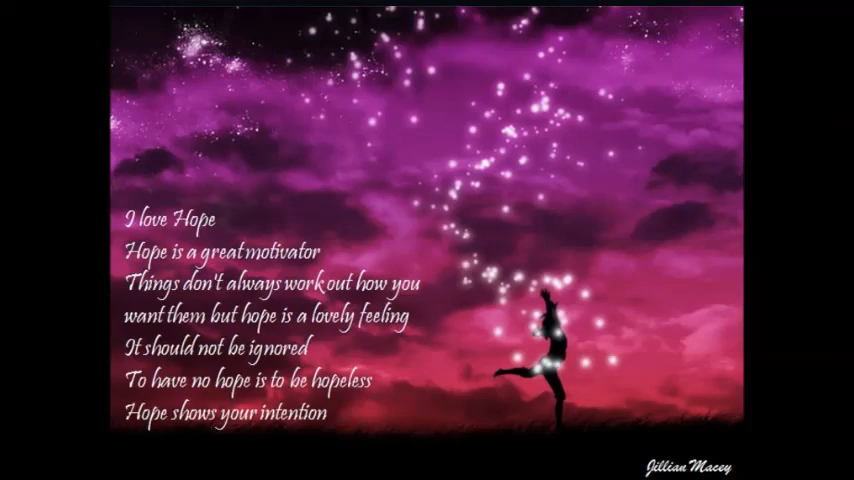 I love Hope
Hope is a great motivator
Things don't always work out how you
want them but hope is a lovely feeling
It should not be ignored
To have no hope is to be hopeless
Hope shows your intention
Jillian Macey